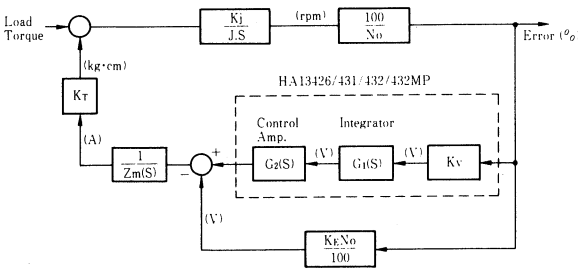 Load
Torque
Kj
J.S
(rpm)
100
No
Error (%)
(kg·cm)
HA13426/431/432/432MP
KT
Control
Amp.
Integrator
(A)
1
Zm(S)
+
−
G2(S)
(V)
G1(S)
(V)
Kv
(V)
KENo
100